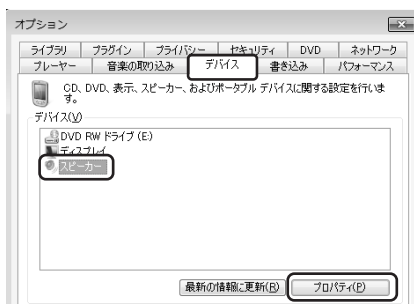 オプション
ライブラリ プラグイン プライバシー セキュリティ DVD ネットワーク
プレーヤー 音楽の取り込み デバイス 書き込み パフォーマンス
CD、DVD、表示、スピーカー、およびポータブル デバイスに関する設定を行いま
す。
デバイス(V)
DVD RW ドライブ (E:)
ディスプレイ
スピーカー
最新の情報に更新(R) プロパティ(P)